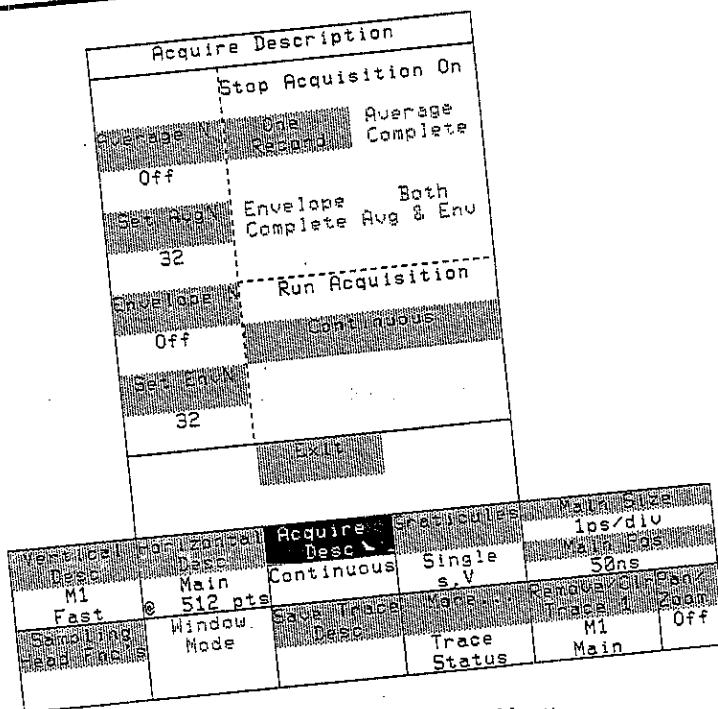 Acquire Description
Stop Acquisition On
Average N
One Record
Average Complete
Off
Set AvgN
Envelope Complete
Both Avg & Env
32
Envelope N
Run Acquisition
Off
Continuous
Set EnvN
32
Exit
Vertical Desc
Horizontal Desc
Acquire Desc
Graticules
Main Size
1ps/div
M1 Fast
Main @ 512 pts
Continuous
Single s,V
Main Pos
50ns
Sampling Head Fnc's
Window Mode
Save Trace Desc
More...
Trace Status
Remove/Clr Trace 1
M1 Main
Pan/Zoom
Off